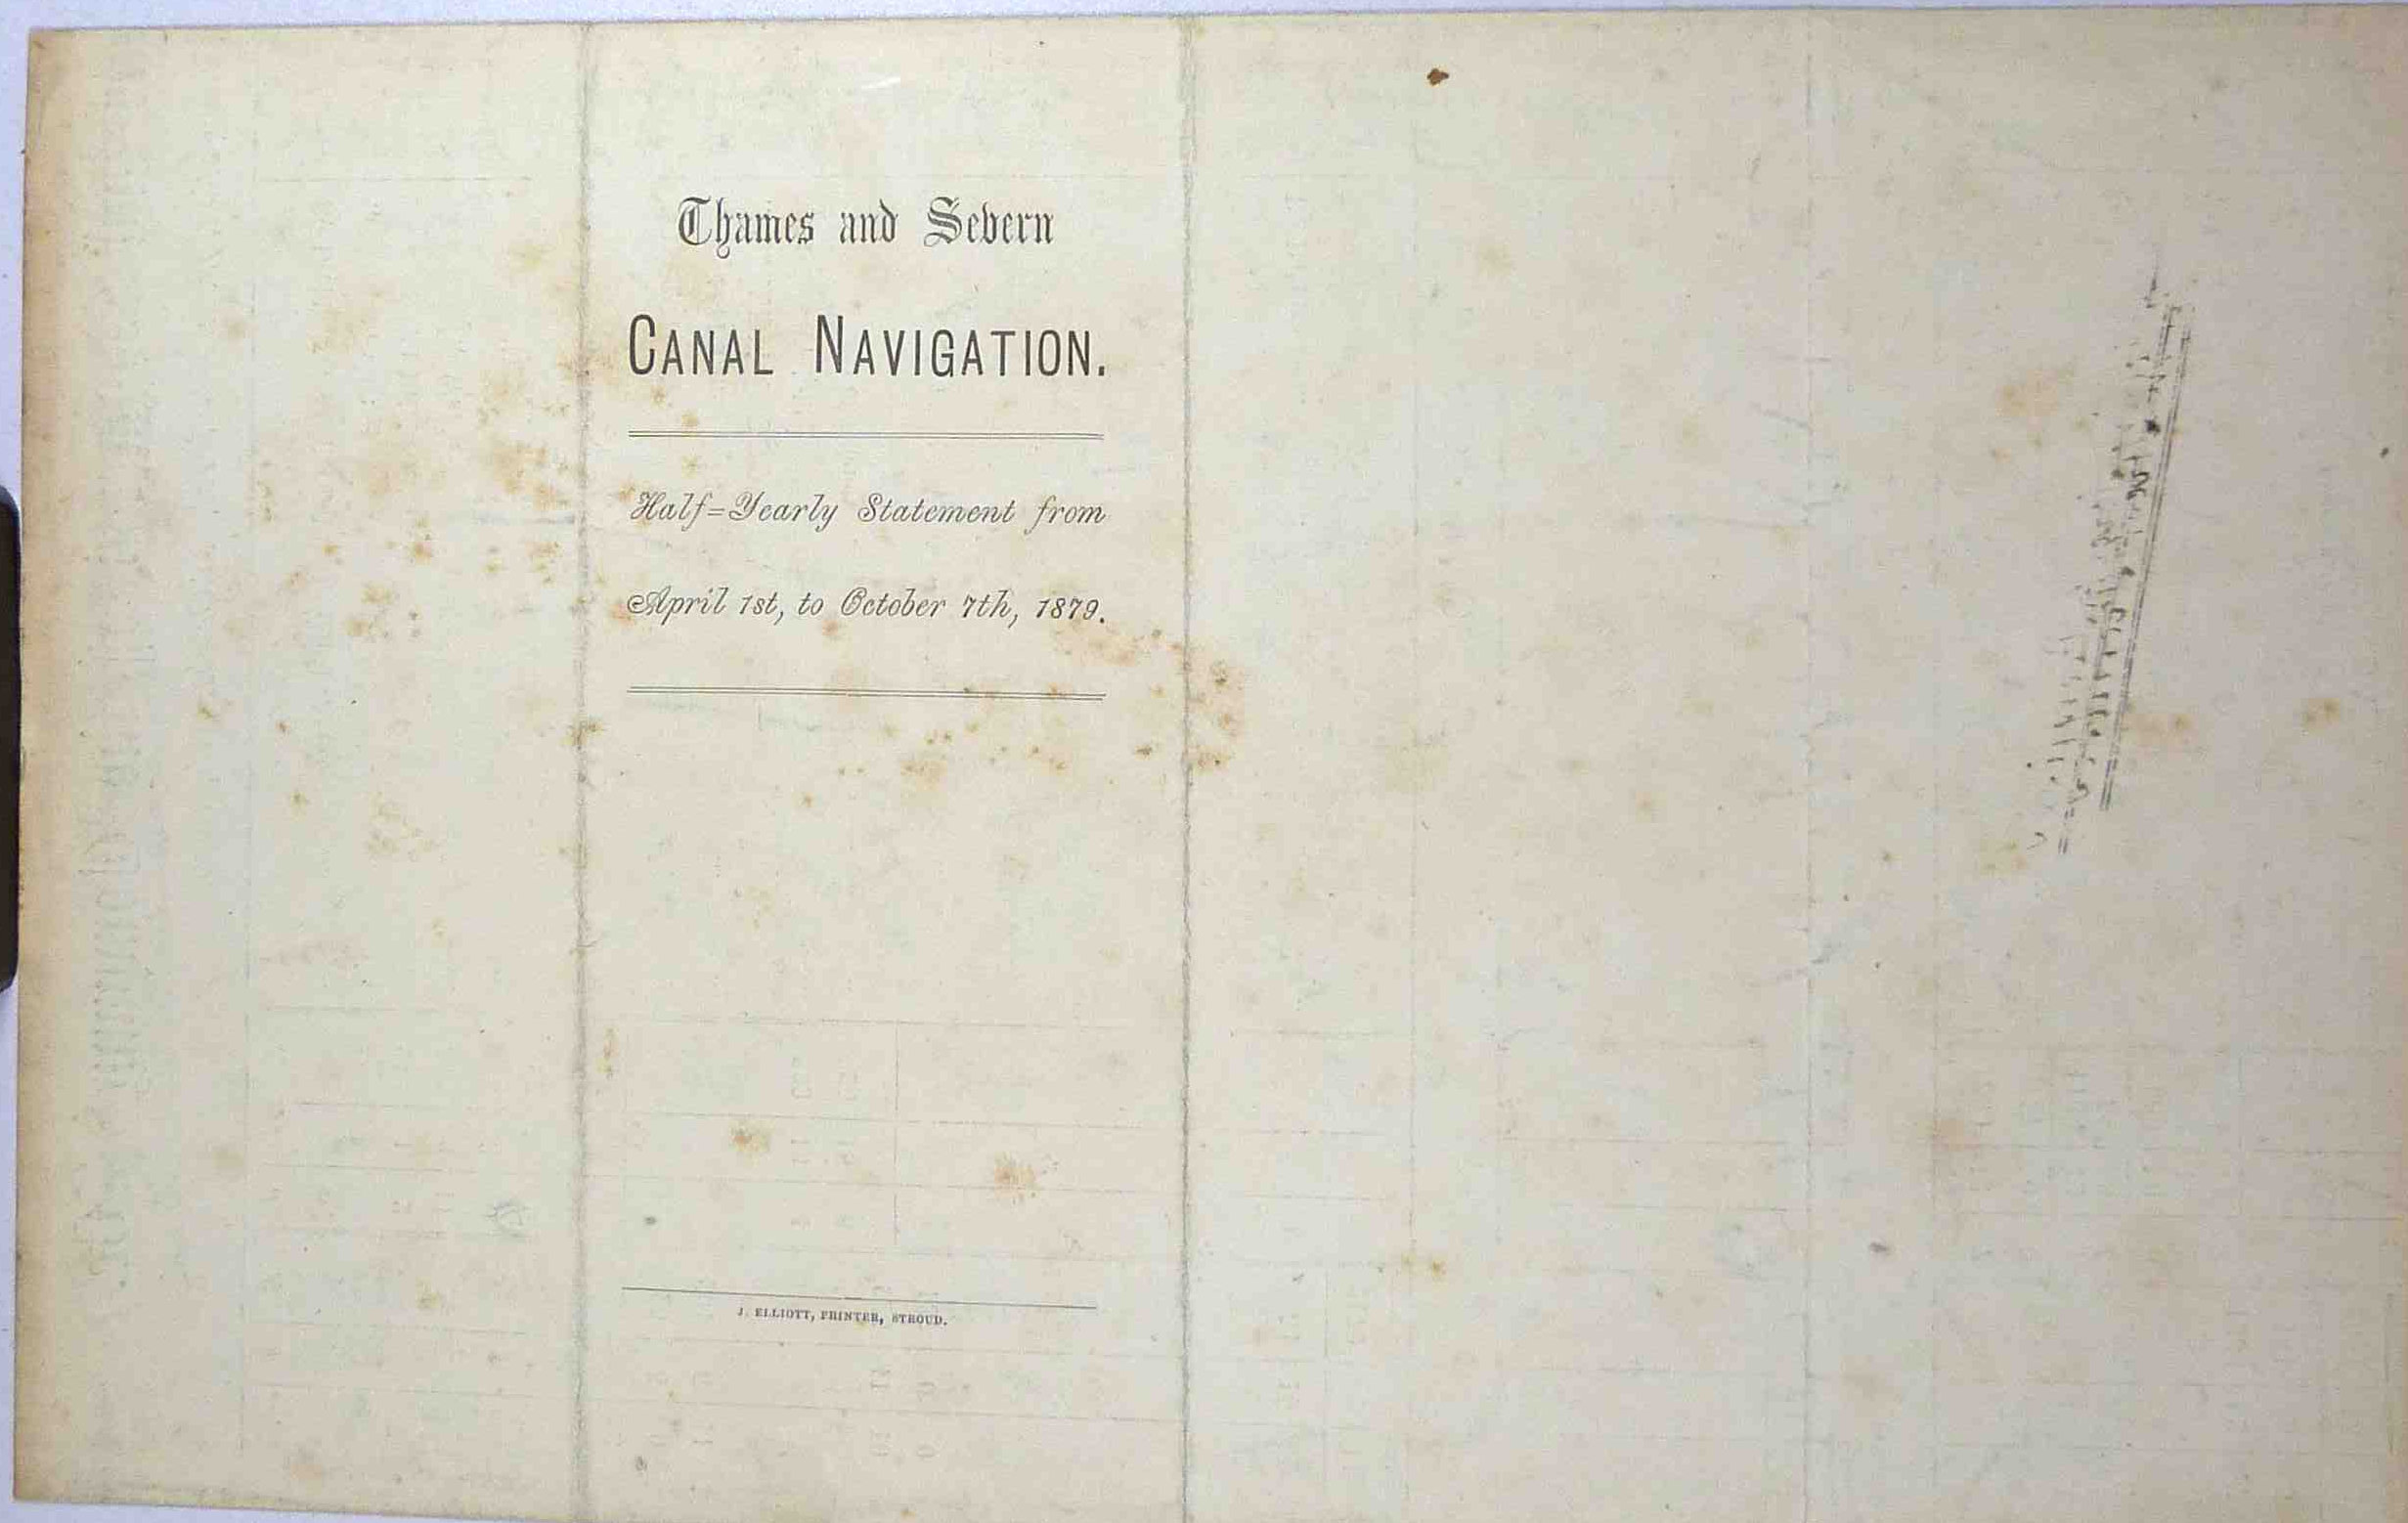 Thames and Severn
CANAL NAVIGATION.
Half=Yearly Statement from
April 1st, to October 7th, 1879.
J. ELLIOTT, PRINTER, STROUD.